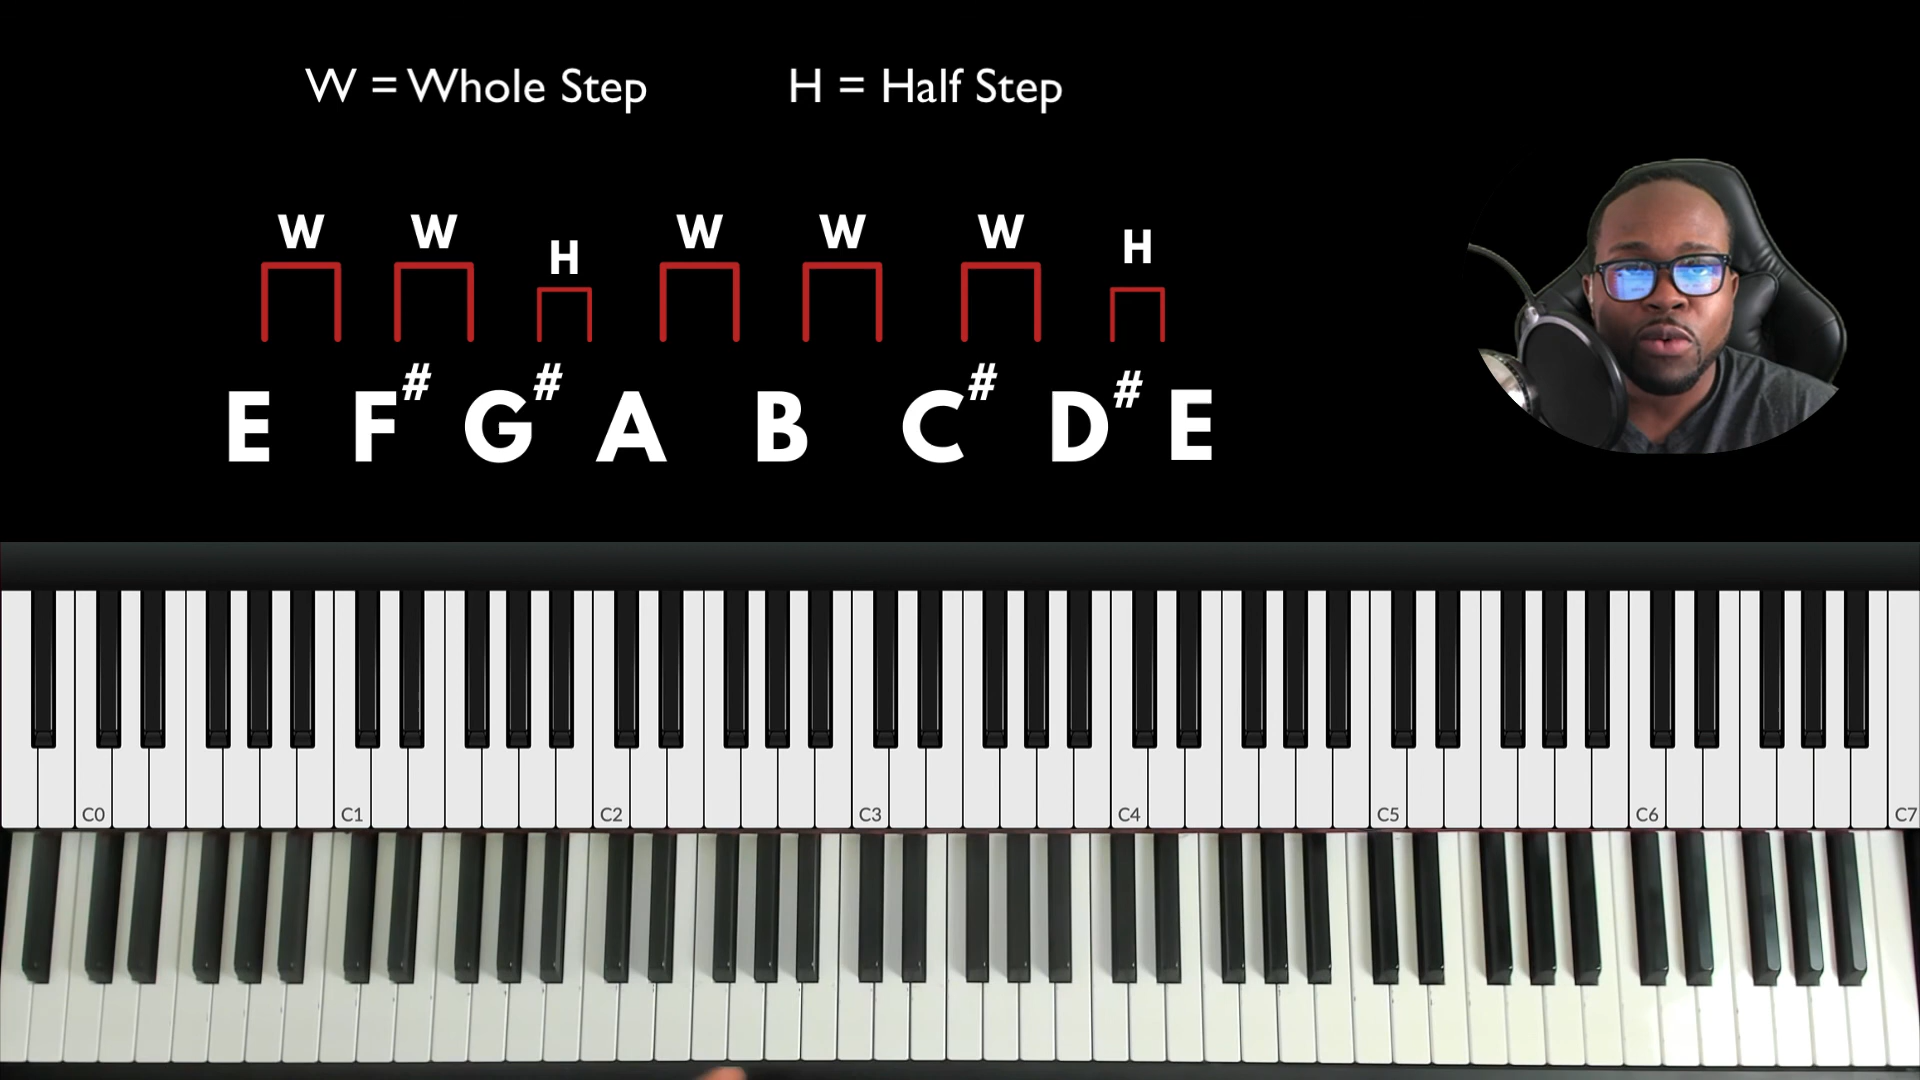 W = Whole Step H = Half Step
W W H W W W H
E F# G# A B C# D# E
C0 C1 C2 C3 C4 C5 C6 C7